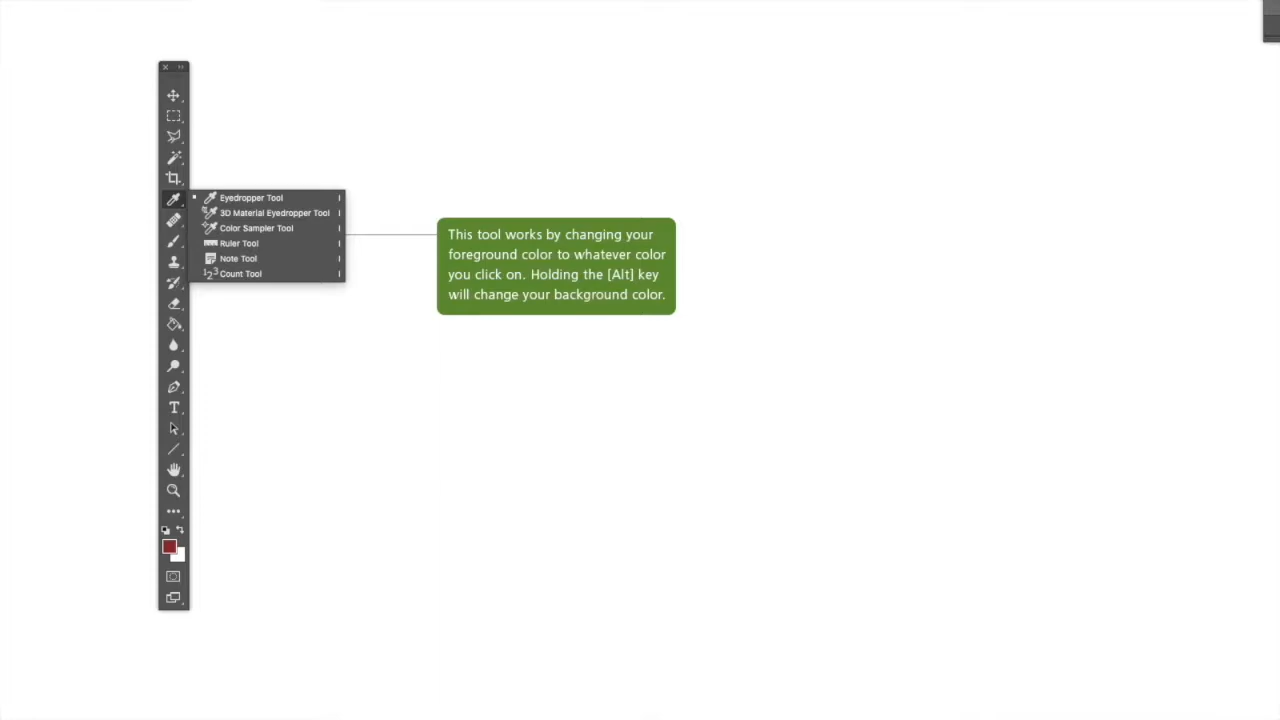 Eyedropper Tool I
3D Material Eyedropper Tool I
Color Sampler Tool I
Ruler Tool I
Note Tool I
Count Tool I
This tool works by changing your
foreground color to whatever color
you click on. Holding the [Alt] key
will change your background color.